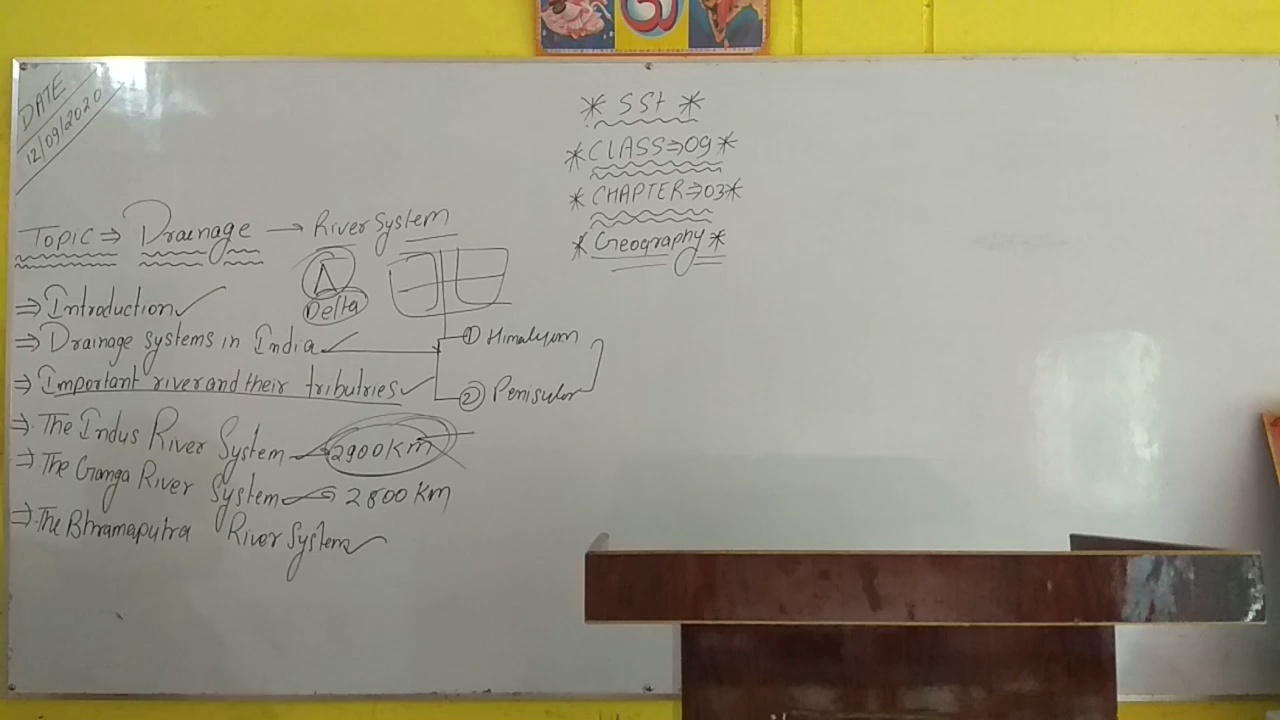 DATE
12/09/2020
* SSt *
* CLASS⇒09 *
* CHAPTER⇒03 *
* Geography *
TOPIC ⇒ Drainage → River System
Delta
⇒ Introduction ✓
⇒ Drainage systems in India ✓
① Himalyan
⇒ Important river and their tributries ✓
② Penisular
⇒ The Indus River System → 2900 km
⇒ The Ganga River System → 2800 Km
⇒ The Bhramaputra River System
ॐ